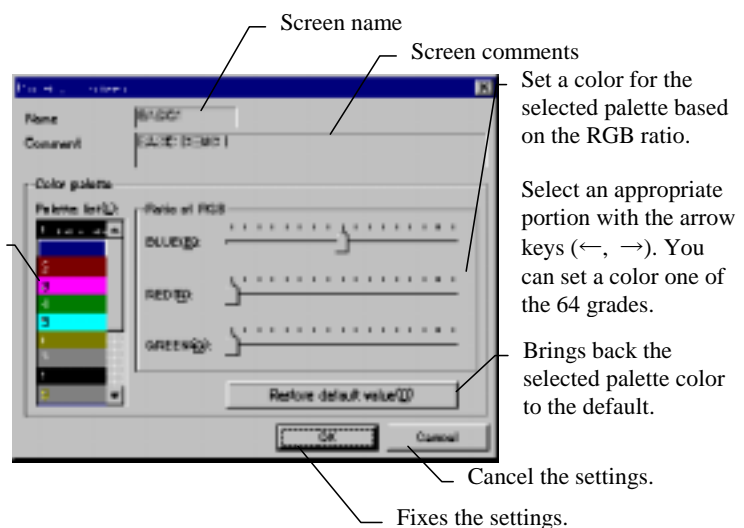 Screen name
Screen comments
Set a color for the
selected palette based
on the RGB ratio.
Name
Comment
Color palette
Palette list(L):
Ratio of RGB
BLUE(B):
RED(R):
GREEN(G):
Select an appropriate
portion with the arrow
keys (←, →). You
can set a color one of
the 64 grades.
Restore default value(D)
Brings back the
selected palette color
to the default.
OK
Cancel
Cancel the settings.
Fixes the settings.